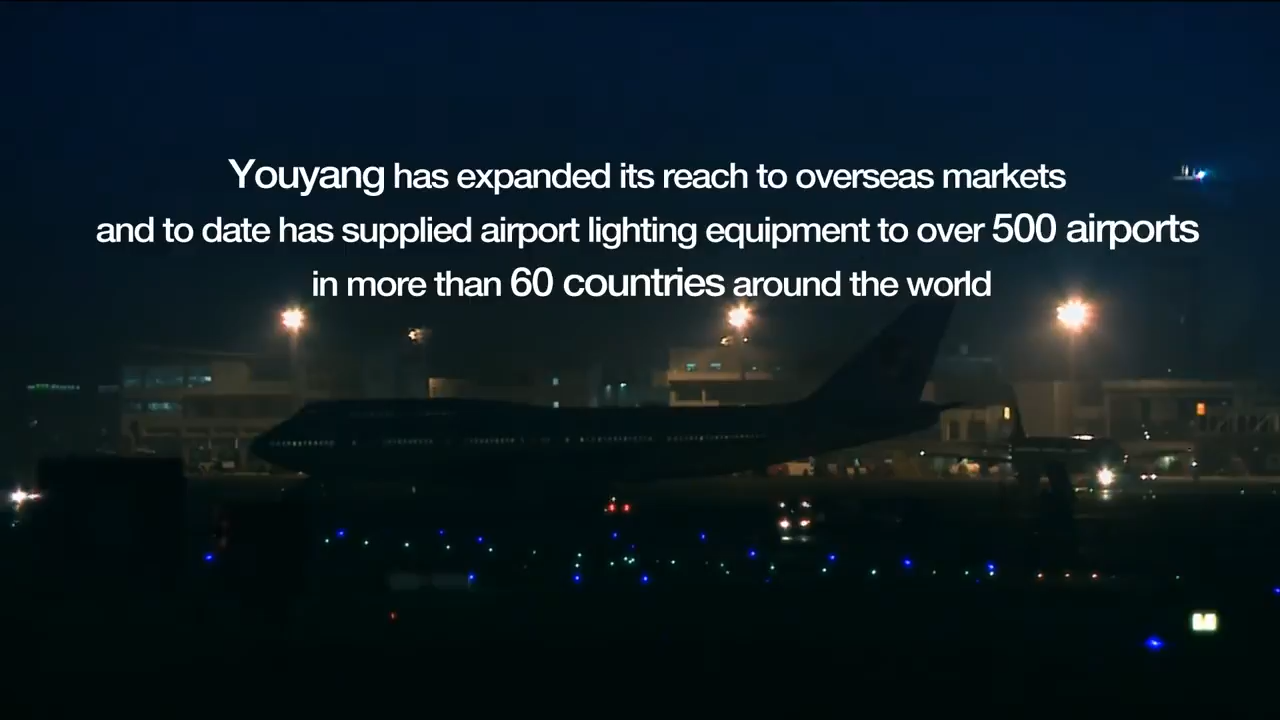 Youyang has expanded its reach to overseas markets
and to date has supplied airport lighting equipment to over 500 airports
in more than 60 countries around the world